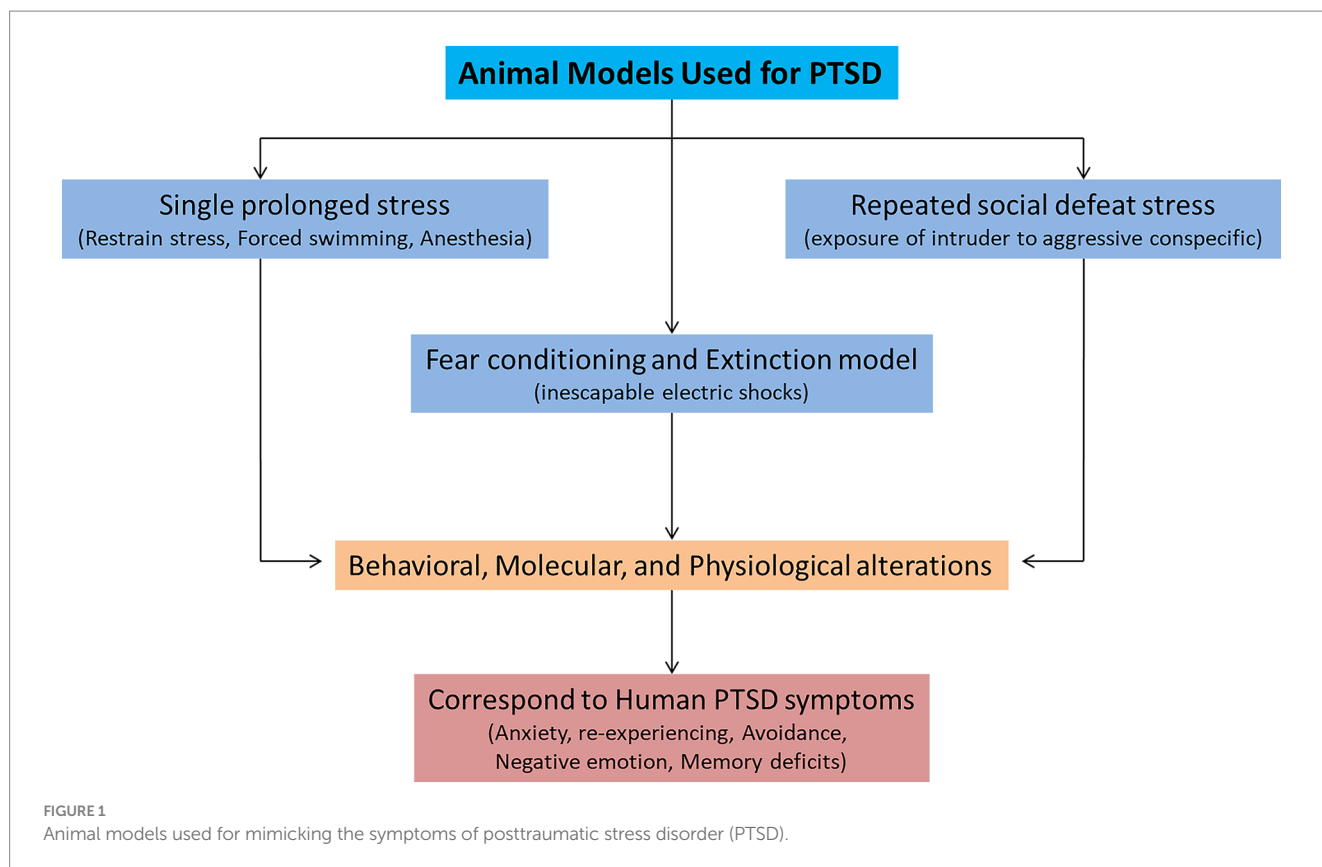 Animal Models Used for PTSD
Single prolonged stress
(Restrain stress, Forced swimming, Anesthesia)
Repeated social defeat stress
(exposure of intruder to aggressive conspecific)
Fear conditioning and Extinction model
(inescapable electric shocks)
Behavioral, Molecular, and Physiological alterations
Correspond to Human PTSD symptoms
(Anxiety, re-experiencing, Avoidance,
Negative emotion, Memory deficits)
FIGURE 1
Animal models used for mimicking the symptoms of posttraumatic stress disorder (PTSD).